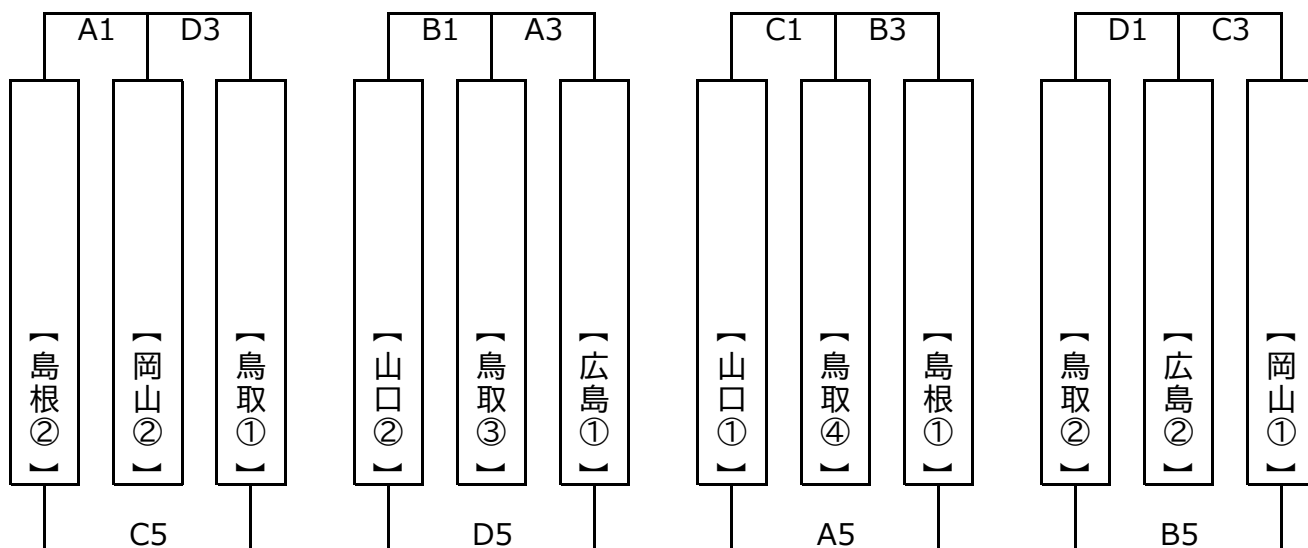 A1 D3 B1 A3 C1 B3 D1 C3
【島根②】
【岡山②】
【鳥取①】
【山口②】
【鳥取③】
【広島①】
【山口①】
【鳥取④】
【島根①】
【鳥取②】
【広島②】
【岡山①】
C5 D5 A5 B5